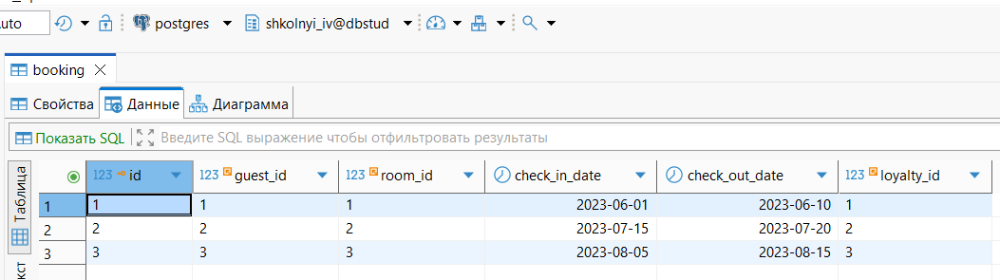 uto postgres shkolnyi_iv@dbstud
booking
Свойства Данные Диаграмма
Показать SQL Введите SQL выражение чтобы отфильтровать результаты
Таблица
123 id 123 guest_id 123 room_id check_in_date check_out_date 123 loyalty_id
1 1 1 1 2023-06-01 2023-06-10 1
2 2 2 2 2023-07-15 2023-07-20 2
3 3 3 3 2023-08-05 2023-08-15 3
кст